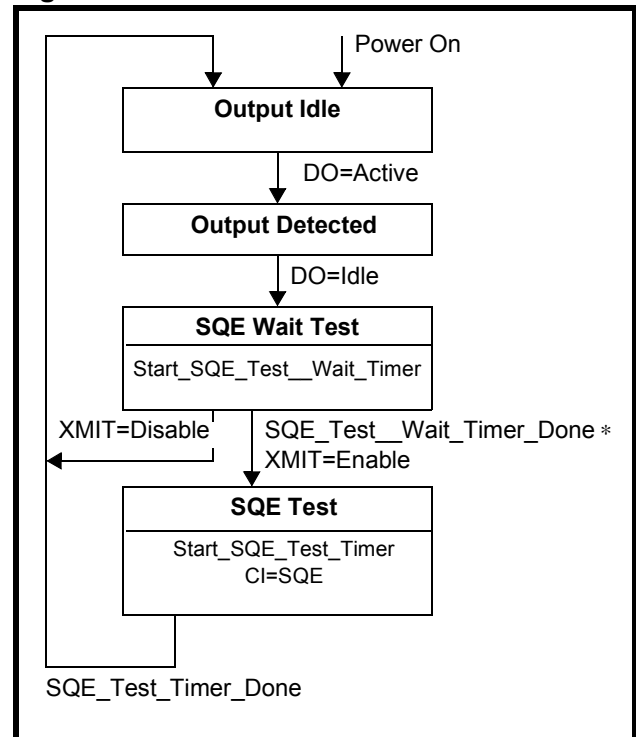 Power On
Output Idle
DO=Active
Output Detected
DO=Idle
SQE Wait Test
Start_SQE_Test__Wait_Timer
XMIT=Disable
SQE_Test__Wait_Timer_Done *
XMIT=Enable
SQE Test
Start_SQE_Test_Timer
CI=SQE
SQE_Test_Timer_Done